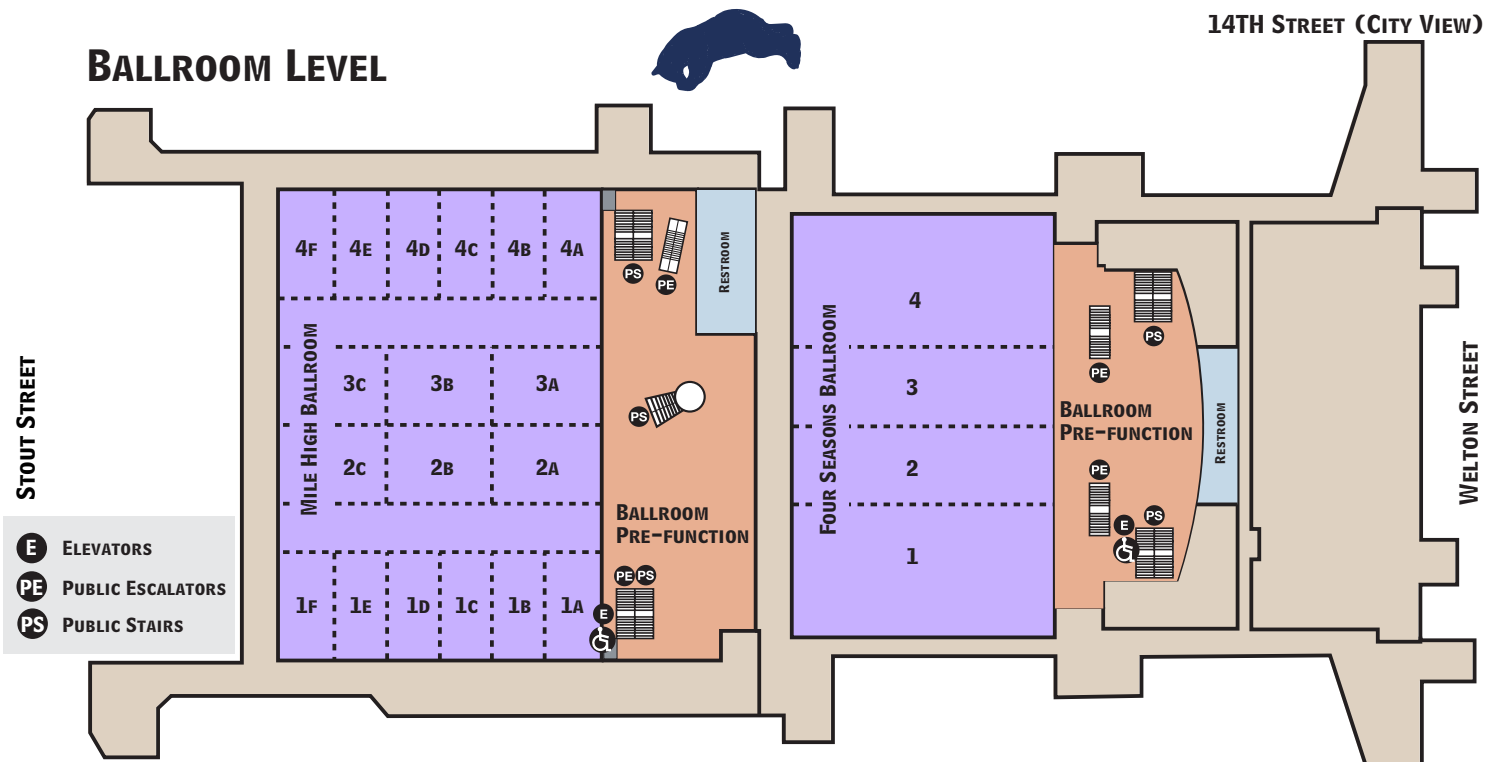 14TH STREET (CITY VIEW)
BALLROOM LEVEL
4F 4E 4D 4C 4B 4A
PS
PE
RESTROOM
MILE HIGH BALLROOM
3C 3B 3A
PS
2C 2B 2A
BALLROOM
PRE-FUNCTION
PE PS
1F 1E 1D 1C 1B 1A
E
FOUR SEASONS BALLROOM
4
3
2
1
PS
PE
BALLROOM
PRE-FUNCTION
RESTROOM
PE
PS
E
STOUT STREET
WELTON STREET
E ELEVATORS
PE PUBLIC ESCALATORS
PS PUBLIC STAIRS